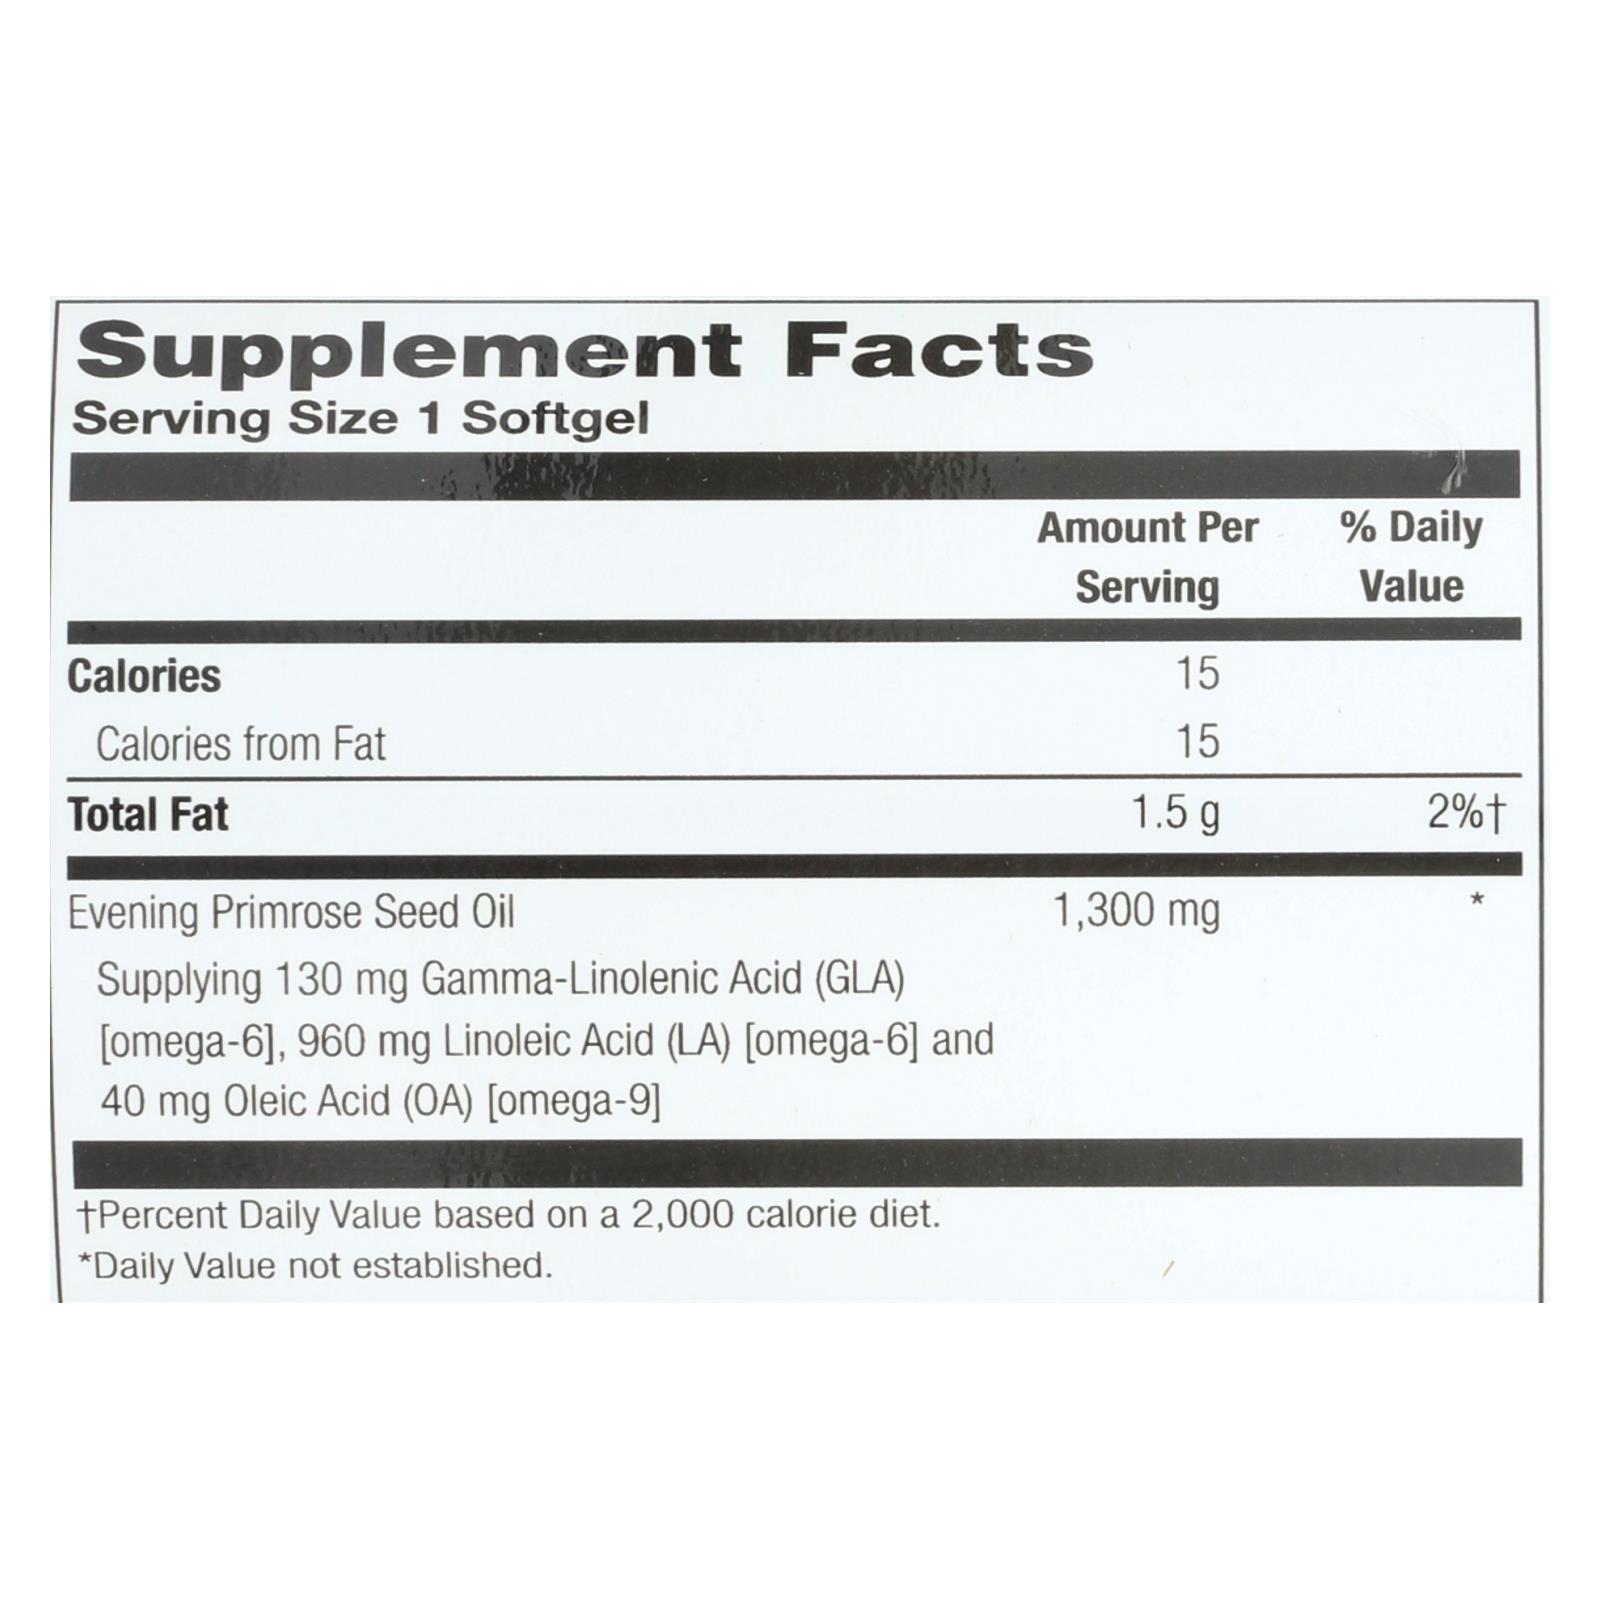 Supplement Facts
Serving Size 1 Softgel
Amount Per % Daily
Serving Value
Calories 15
Calories from Fat 15
Total Fat 1.5 g 2%†
Evening Primrose Seed Oil 1,300 mg *
Supplying 130 mg Gamma-Linolenic Acid (GLA)
[omega-6], 960 mg Linoleic Acid (LA) [omega-6] and
40 mg Oleic Acid (OA) [omega-9]
†Percent Daily Value based on a 2,000 calorie diet.
*Daily Value not established.